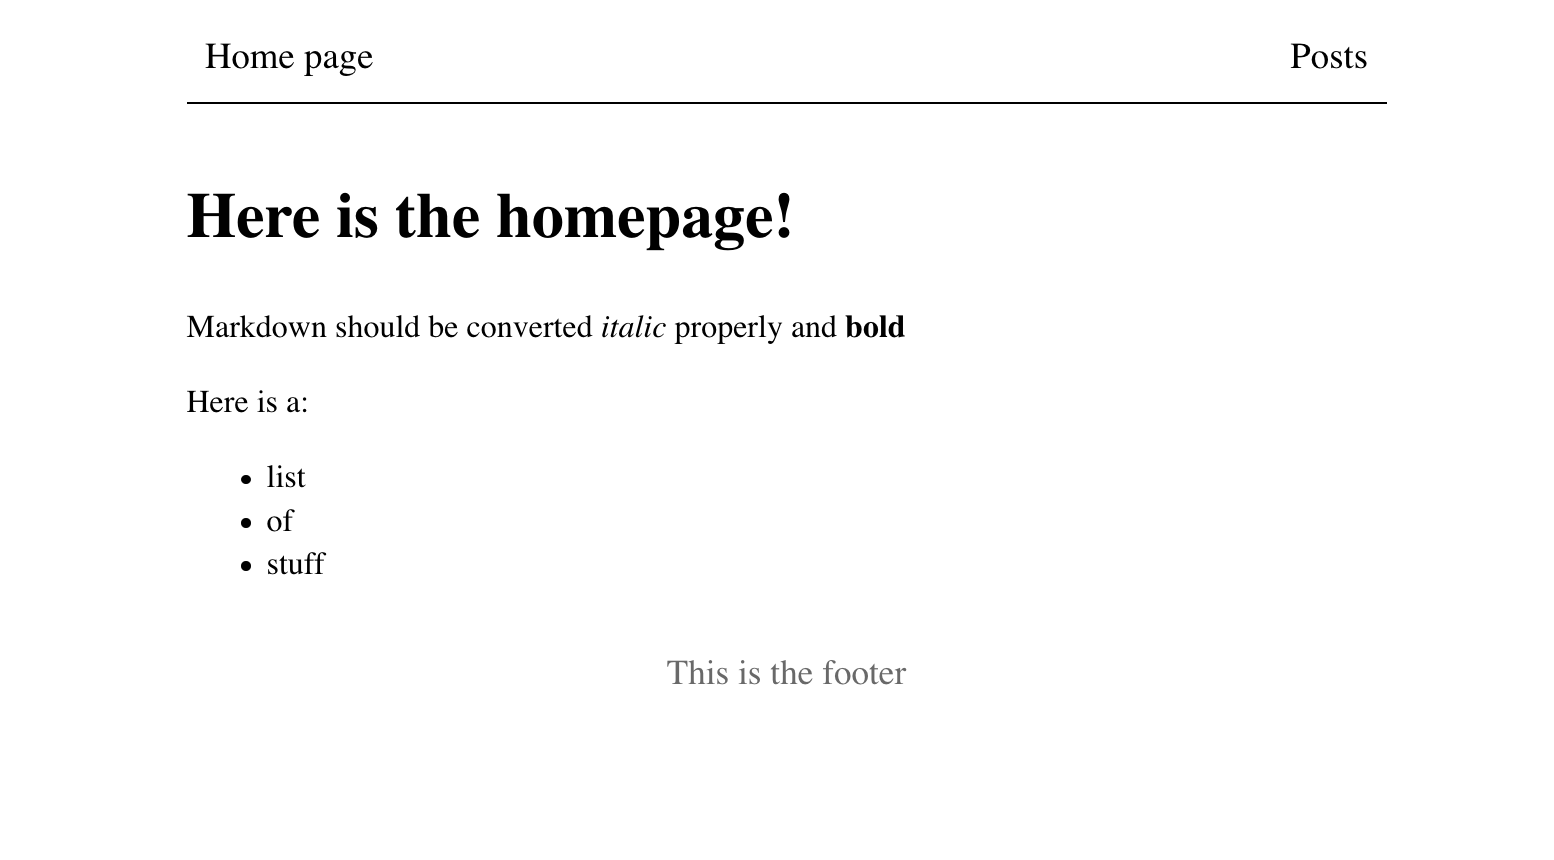 Home page Posts
Here is the homepage!
Markdown should be converted italic properly and bold
Here is a:
list
of
stuff
This is the footer